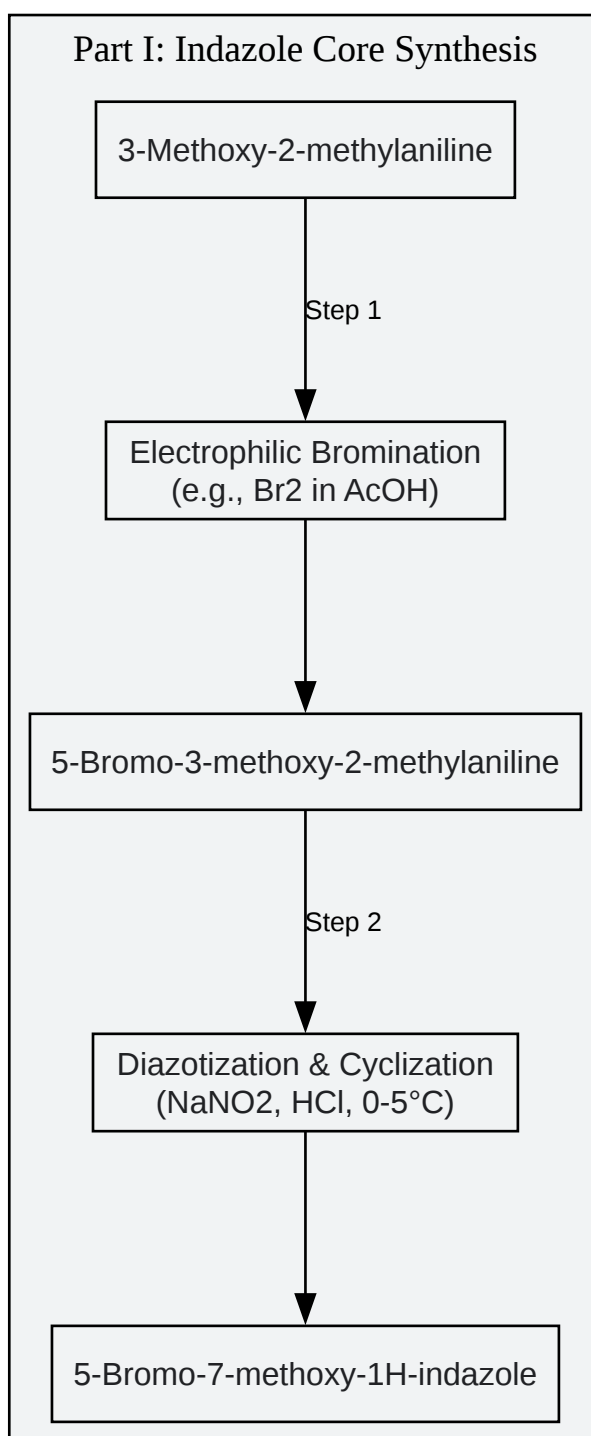 Part I: Indazole Core Synthesis
3-Methoxy-2-methylaniline
Step 1
Electrophilic Bromination
(e.g., Br2 in AcOH)
5-Bromo-3-methoxy-2-methylaniline
Step 2
Diazotization & Cyclization
(NaNO2, HCl, 0-5°C)
5-Bromo-7-methoxy-1H-indazole